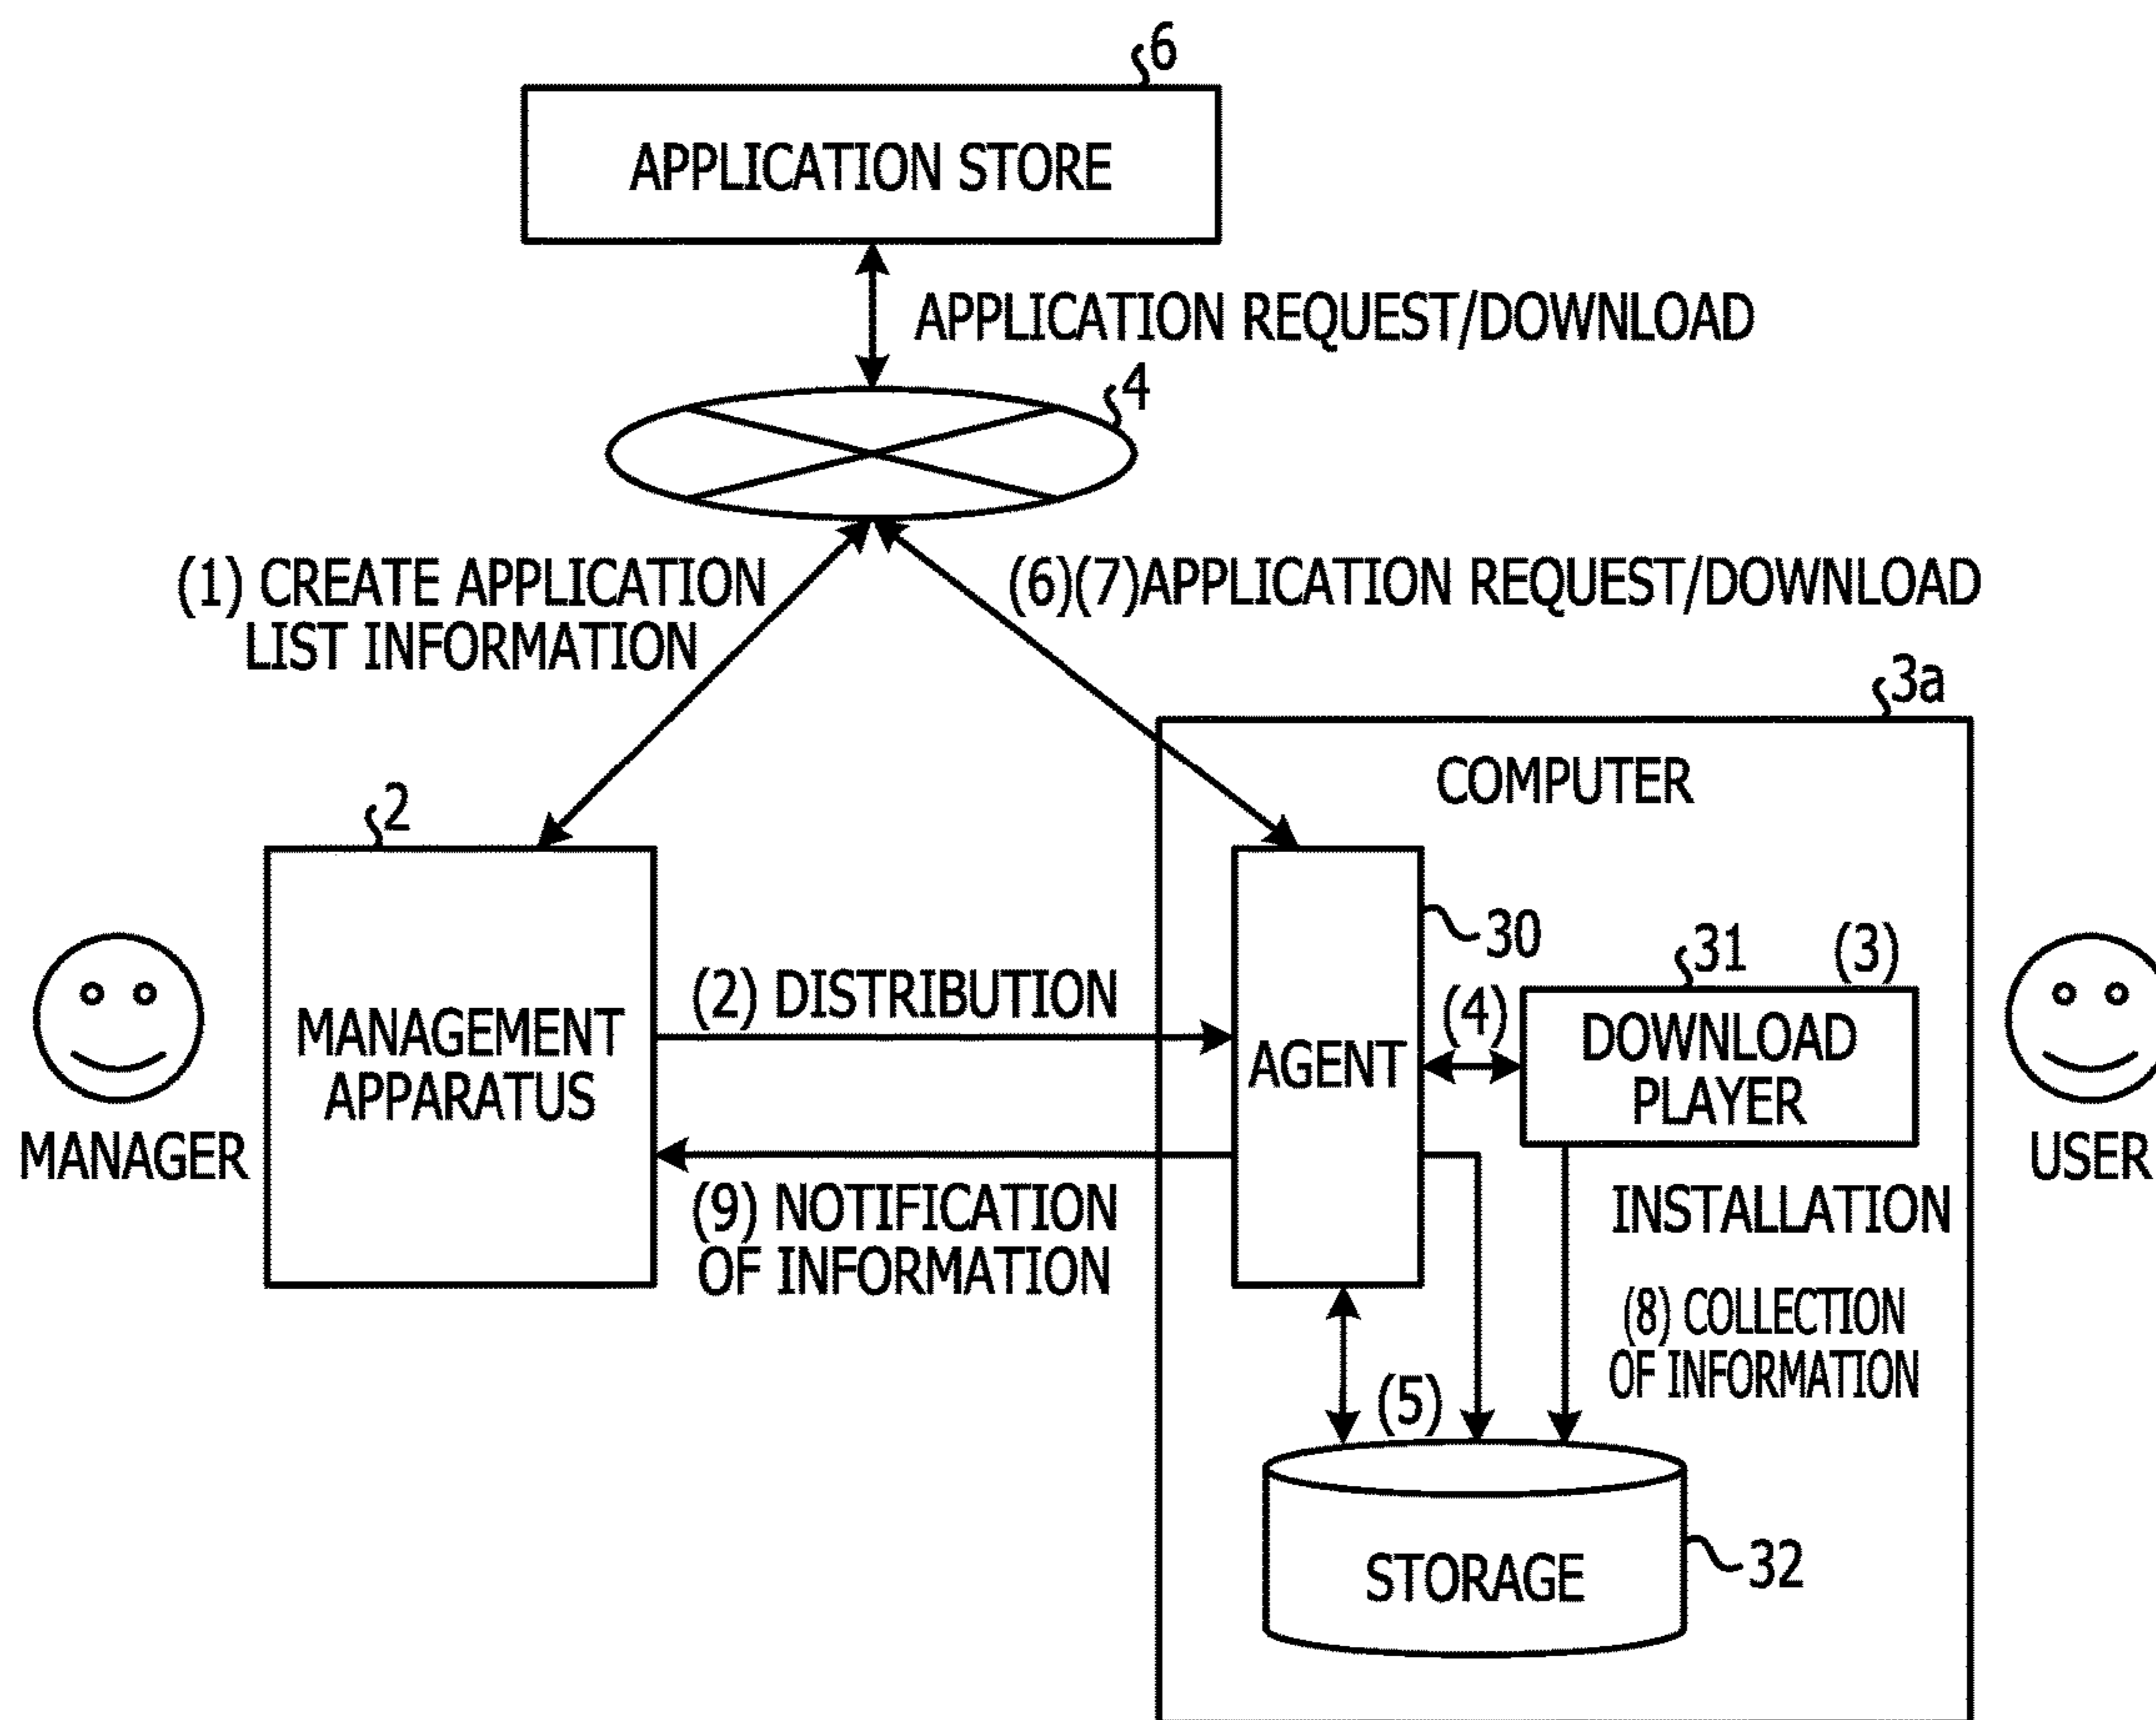 6
APPLICATION STORE
APPLICATION REQUEST/DOWNLOAD
4
(1) CREATE APPLICATION
LIST INFORMATION
(6)(7)APPLICATION REQUEST/DOWNLOAD
3a
COMPUTER
2
30
31
(3)
(2) DISTRIBUTION
(4)
MANAGEMENT
APPARATUS
AGENT
DOWNLOAD
PLAYER
MANAGER
USER
(9) NOTIFICATION
OF INFORMATION
INSTALLATION
(8) COLLECTION
OF INFORMATION
(5)
STORAGE
32